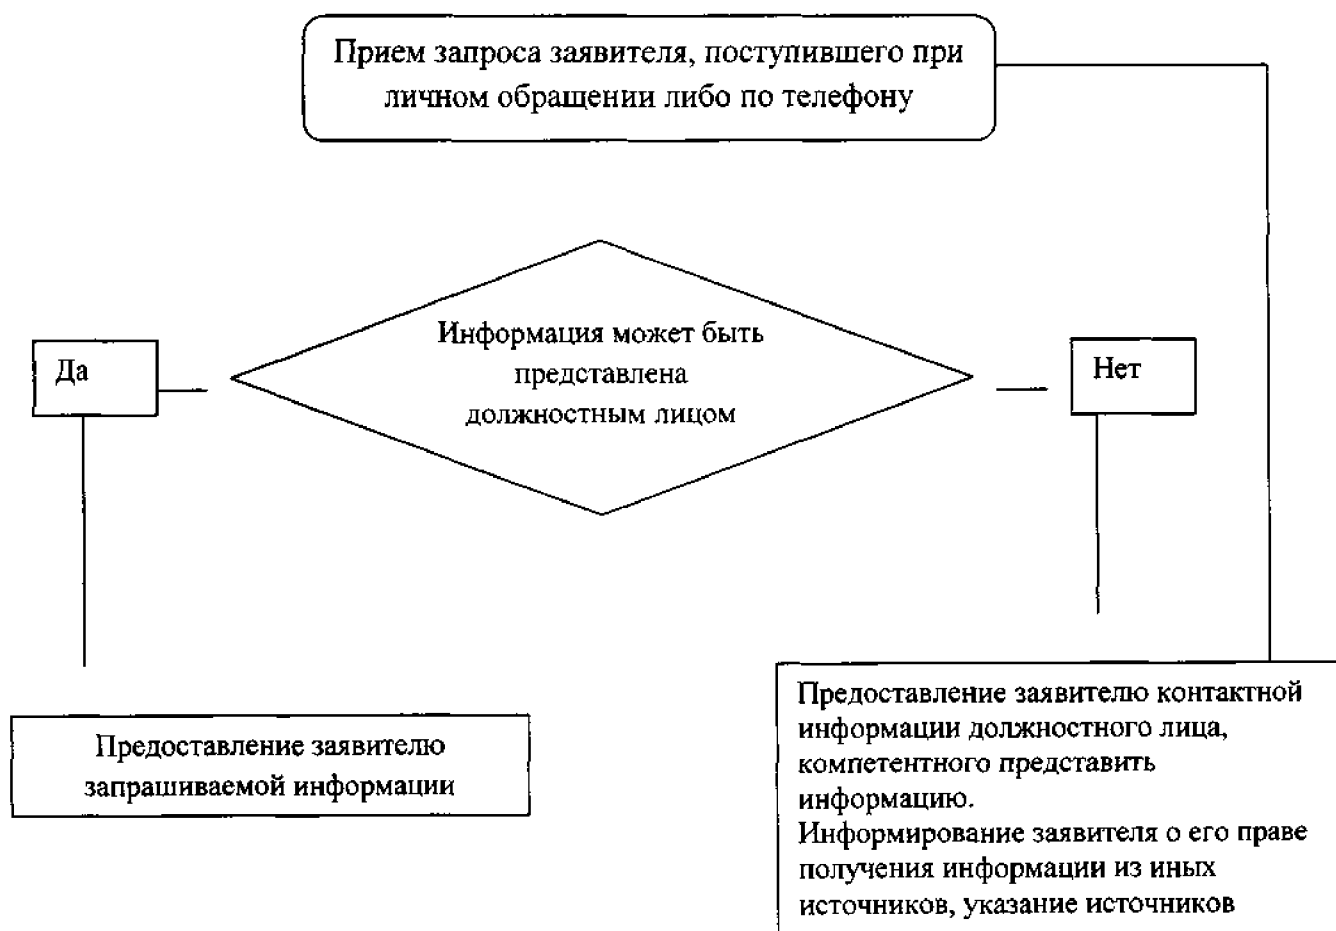 Прием запроса заявителя, поступившего при
личном обращении либо по телефону
Информация может быть
представлена
должностным лицом
Да
Нет
Предоставление заявителю
запрашиваемой информации
Предоставление заявителю контактной
информации должностного лица,
компетентного представить
информацию.
Информирование заявителя о его праве
получения информации из иных
источников, указание источников